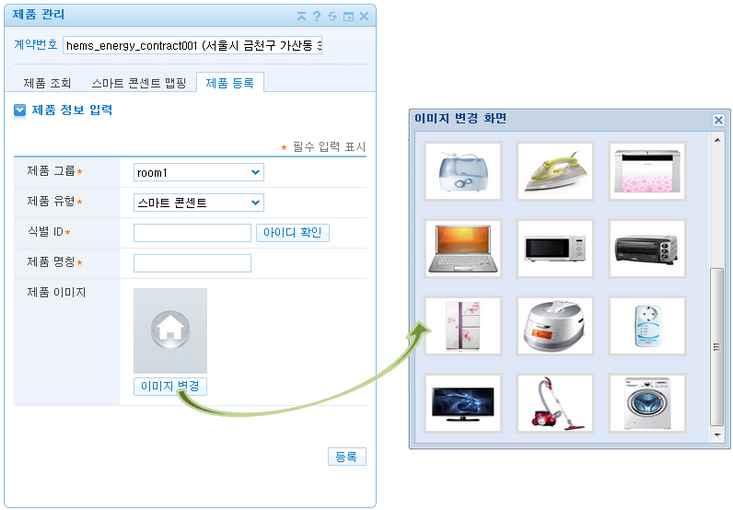 제품 관리
계약번호 hems_energy_contract001 (서울시 금천구 가산동
제품 조회 스마트 콘센트 맵핑 제품 등록
제품 정보 입력
* 필수 입력 표시
제품 그룹* room1
제품 유형* 스마트 콘센트
식별 ID* 아이디 확인
제품 명칭*
제품 이미지
이미지 변경
등록
이미지 변경 화면